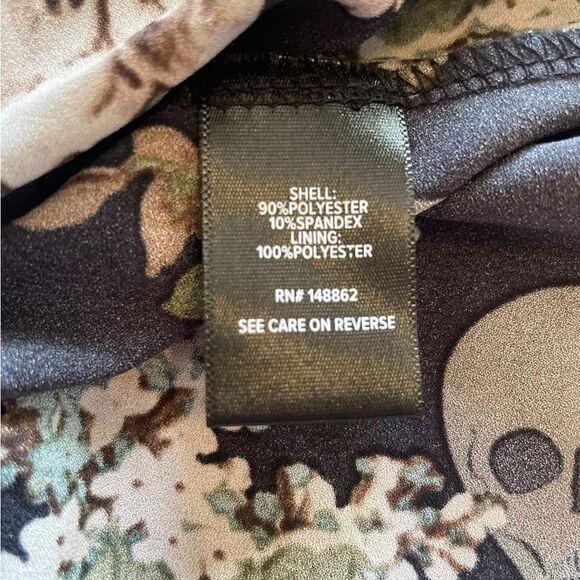 SHELL:
90%POLYESTER
10%SPANDEX
LINING:
100%POLYESTER
RN# 148862
SEE CARE ON REVERSE